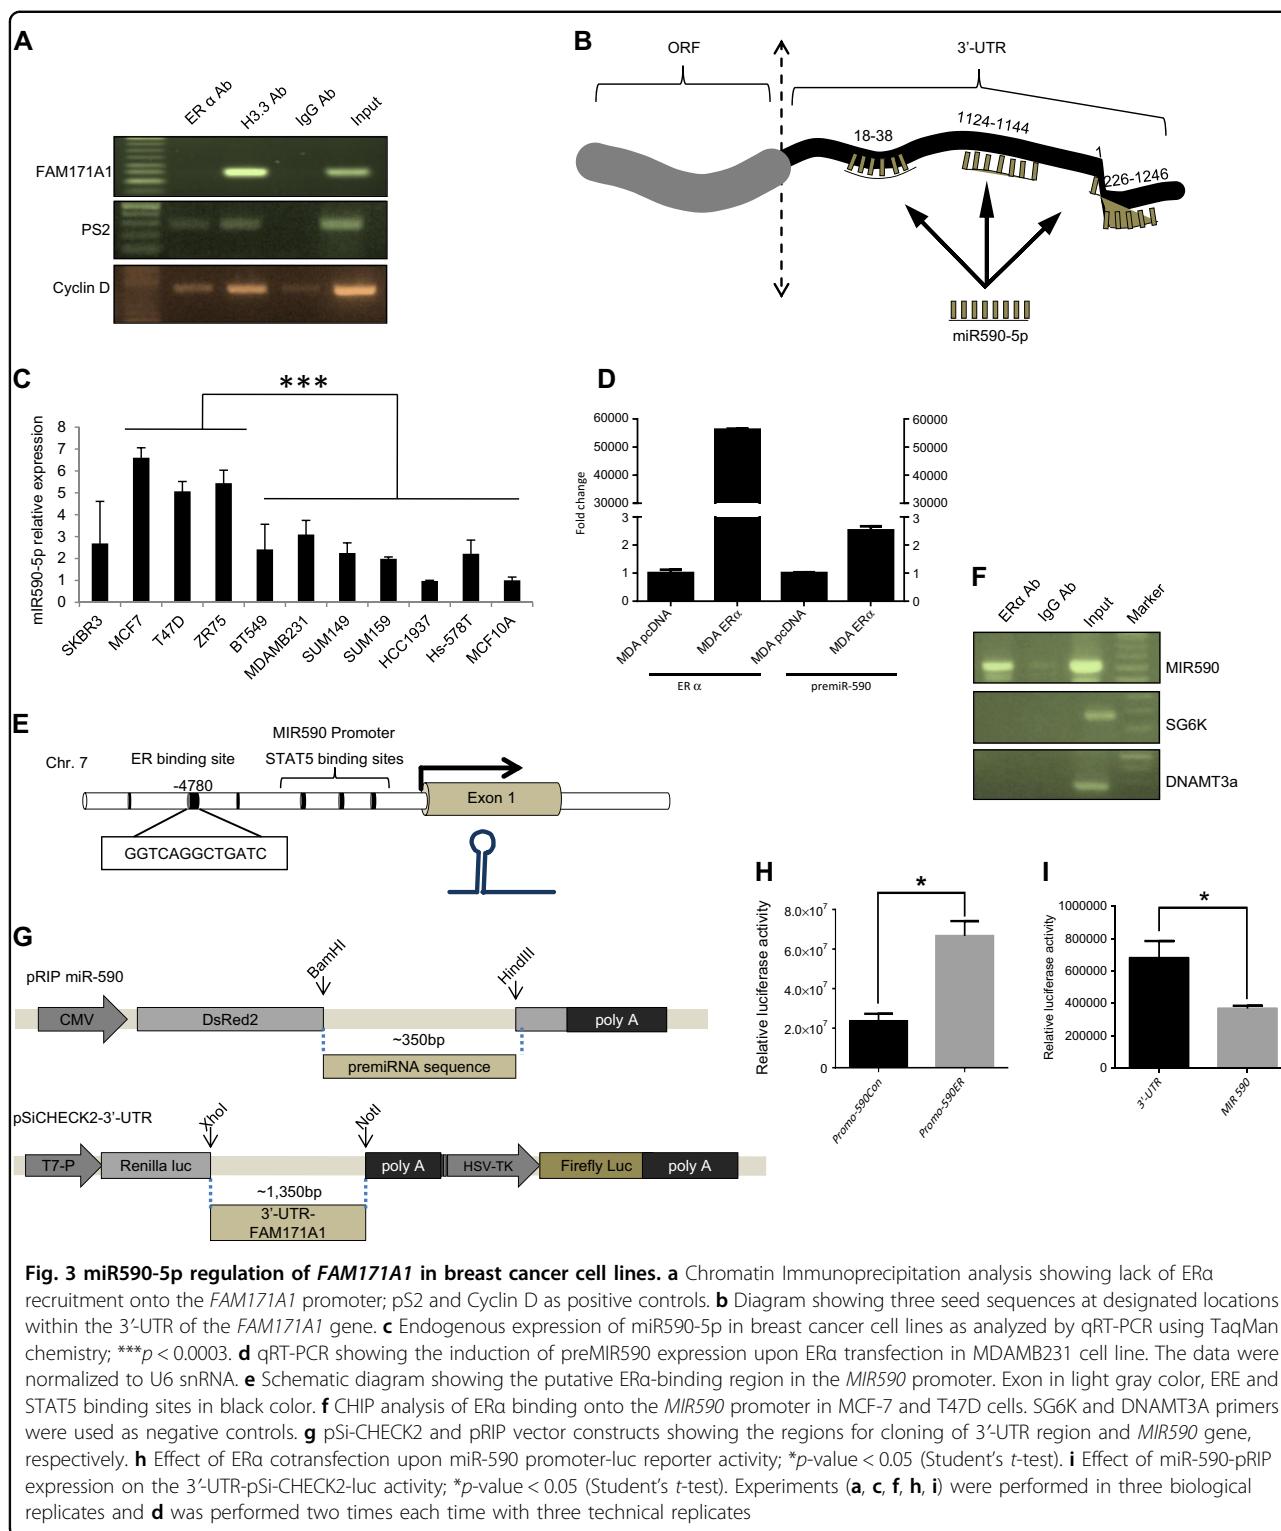 A
ER α Ab
H3.3 Ab
IgG Ab
Input
FAM171A1
PS2
Cyclin D
B
ORF
3'-UTR
18-38
1124-1144
1
226-1246
miR590-5p
C
mIR590-5p relative expression
8
7
6
5
4
3
2
1
0
***
SKBR3
MCF7
T47D
ZR75
BT549
MDAMB231
SUM149
SUM159
HCC1937
Hs-578T
MCF10A
D
Fold change
60000
50000
40000
30000
3
2
1
0
60000
50000
40000
30000
3
2
1
0
MDA pcDNA
MDA ERα
MDA pcDNA
MDA ERα
ER α
premiR-590
E
Chr. 7
ER binding site
-4780
MIR590 Promoter
STAT5 binding sites
Exon 1
GGTCAGGCTGATC
F
ERα Ab
IgG Ab
Input
Marker
MIR590
SG6K
DNAMT3a
G
pRIP miR-590
BamHI
HindIII
CMV
DsRed2
poly A
~350bp
premiRNA sequence
pSiCHECK2-3'-UTR
XhoI
NotI
T7-P
Renilla luc
poly A
HSV-TK
Firefly Luc
poly A
~1,350bp
3'-UTR-
FAM171A1
H
Relative luciferase activity
8.0×10⁷
6.0×10⁷
4.0×10⁷
2.0×10⁷
0
*
Promo-590Con
Promo-590ER
I
Relative luciferase activity
1000000
800000
600000
400000
200000
0
*
3'-UTR
MIR 590
Fig. 3 miR590-5p regulation of FAM171A1 in breast cancer cell lines. a Chromatin Immunoprecipitation analysis showing lack of ERα
recruitment onto the FAM171A1 promoter; pS2 and Cyclin D as positive controls. b Diagram showing three seed sequences at designated locations
within the 3′-UTR of the FAM171A1 gene. c Endogenous expression of miR590-5p in breast cancer cell lines as analyzed by qRT-PCR using TaqMan
chemistry; ***p < 0.0003. d qRT-PCR showing the induction of preMIR590 expression upon ERα transfection in MDAMB231 cell line. The data were
normalized to U6 snRNA. e Schematic diagram showing the putative ERα-binding region in the MIR590 promoter. Exon in light gray color, ERE and
STAT5 binding sites in black color. f CHIP analysis of ERα binding onto the MIR590 promoter in MCF-7 and T47D cells. SG6K and DNAMT3A primers
were used as negative controls. g pSi-CHECK2 and pRIP vector constructs showing the regions for cloning of 3′-UTR region and MIR590 gene,
respectively. h Effect of ERα cotransfection upon miR-590 promoter-luc reporter activity; *p-value < 0.05 (Student's t-test). i Effect of miR-590-pRIP
expression on the 3′-UTR-pSi-CHECK2-luc activity; *p-value < 0.05 (Student's t-test). Experiments (a, c, f, h, i) were performed in three biological
replicates and d was performed two times each time with three technical replicates